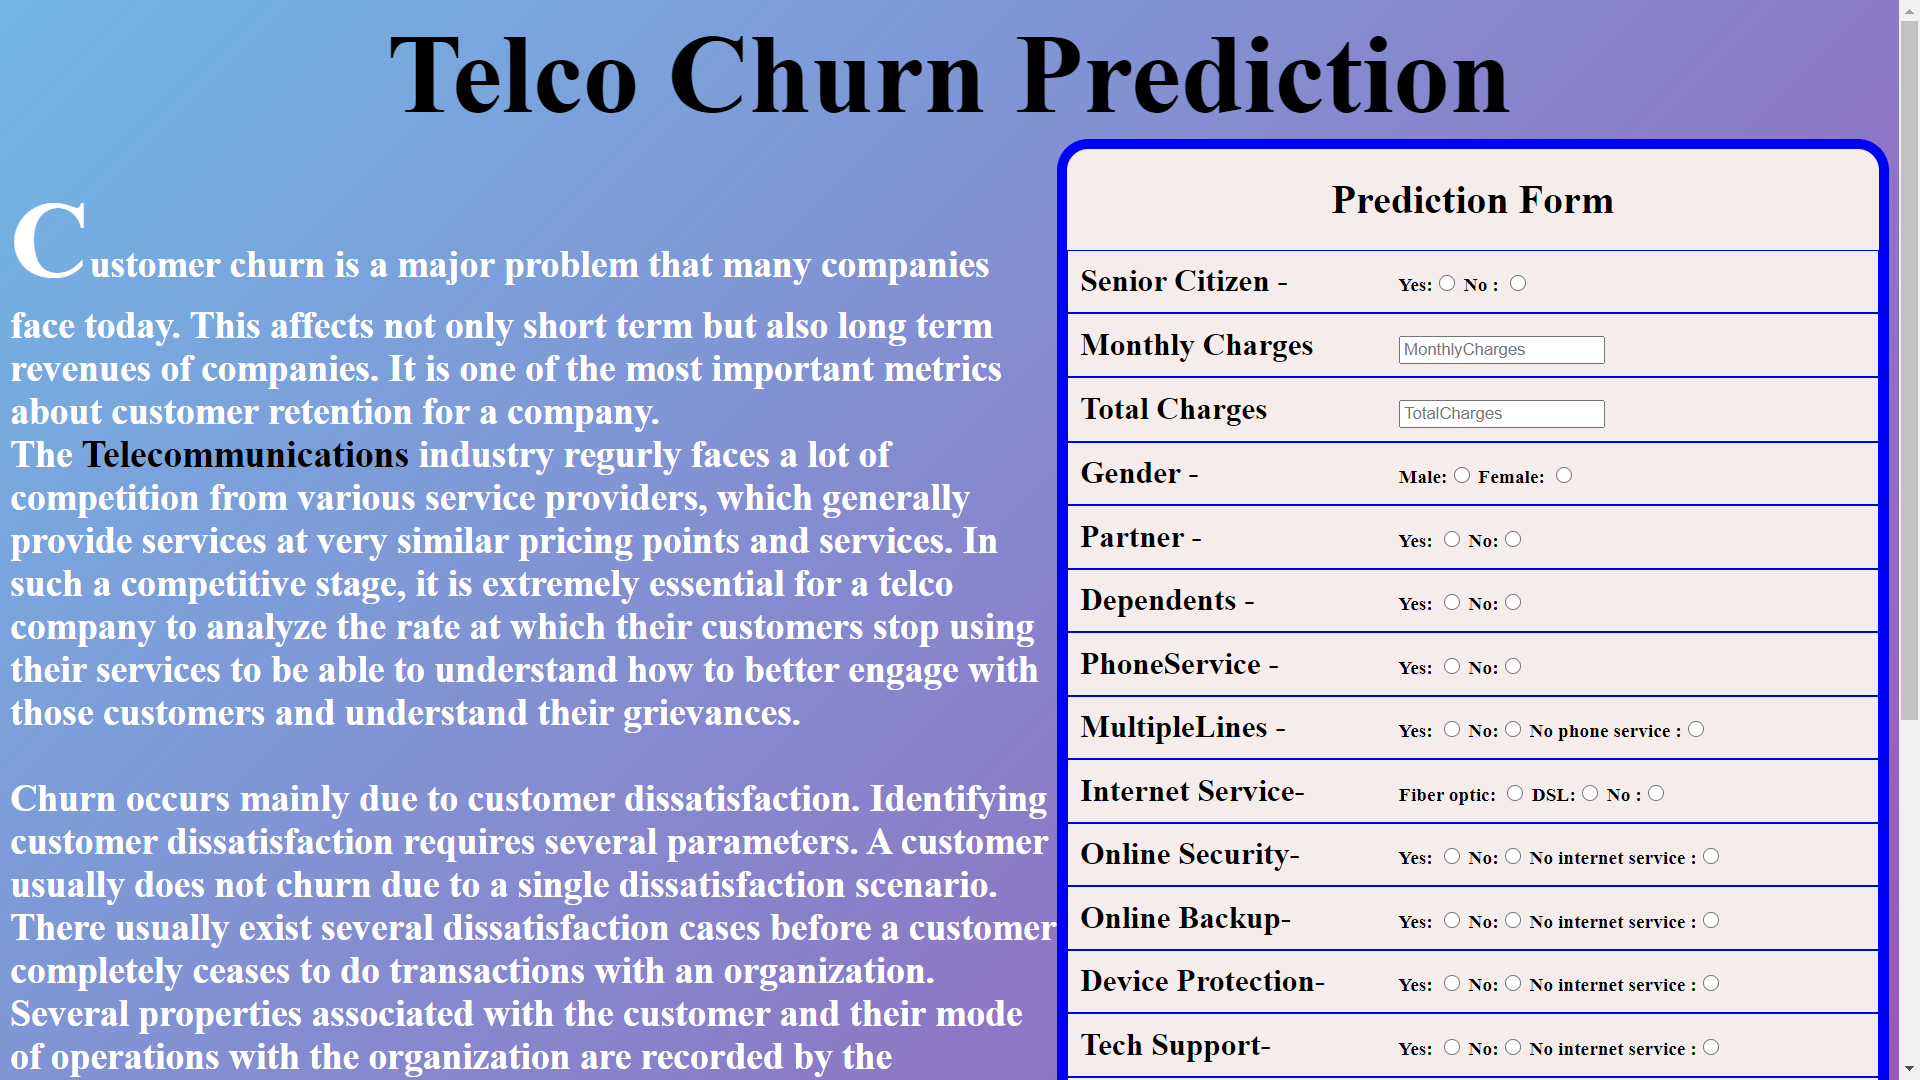 Telco Churn Prediction
Customer churn is a major problem that many companies
face today. This affects not only short term but also long term
revenues of companies. It is one of the most important metrics
about customer retention for a company.
The Telecommunications industry regurly faces a lot of
competition from various service providers, which generally
provide services at very similar pricing points and services. In
such a competitive stage, it is extremely essential for a telco
company to analyze the rate at which their customers stop using
their services to be able to understand how to better engage with
those customers and understand their grievances.
Churn occurs mainly due to customer dissatisfaction. Identifying
customer dissatisfaction requires several parameters. A customer
usually does not churn due to a single dissatisfaction scenario.
There usually exist several dissatisfaction cases before a customer
completely ceases to do transactions with an organization.
Several properties associated with the customer and their mode
of operations with the organization are recorded by the
Prediction Form
Senior Citizen - Yes: No :
Monthly Charges MonthlyCharges
Total Charges TotalCharges
Gender - Male: Female:
Partner - Yes: No:
Dependents - Yes: No:
PhoneService - Yes: No:
MultipleLines - Yes: No: No phone service :
Internet Service- Fiber optic: DSL: No :
Online Security- Yes: No: No internet service :
Online Backup- Yes: No: No internet service :
Device Protection- Yes: No: No internet service :
Tech Support- Yes: No: No internet service :